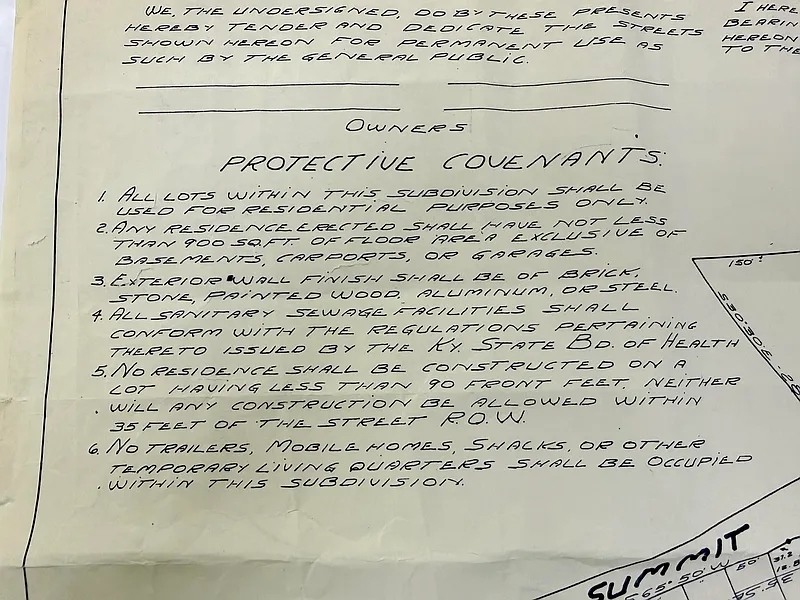 WE, THE UNDERSIGNED, DO BY THESE PRESENTS
HEREBY TENDER AND DEDICATE THE STREETS
SHOWN HEREON FOR PERMANENT USE AS
SUCH BY THE GENERAL PUBLIC.
I HERE
BEARIN
HEREON
TO THE
OWNERS
PROTECTIVE COVENANTS:
1. ALL LOTS WITHIN THIS SUBDIVISION SHALL BE
USED FOR RESIDENTIAL PURPOSES ONLY.
2. ANY RESIDENCE ERECTED SHALL HAVE NOT LESS
THAN 900 SQ.FT. OF FLOOR AREA EXCLUSIVE OF
BASEMENTS, CARPORTS, OR GARAGES.
3. EXTERIOR WALL FINISH SHALL BE OF BRICK,
STONE, PAINTED WOOD, ALUMINUM, OR STEEL.
4. ALL SANITARY SEWAGE FACILITIES SHALL
CONFORM WITH THE REGULATIONS PERTAINING
THERETO ISSUED BY THE KY. STATE BD. OF HEALTH
5. NO RESIDENCE SHALL BE CONSTRUCTED ON A
LOT HAVING LESS THAN 90 FRONT FEET. NEITHER
WILL ANY CONSTRUCTION BE ALLOWED WITHIN
35 FEET OF THE STREET R.O.W.
6. NO TRAILERS, MOBILE HOMES, SHACKS, OR OTHER
TEMPORARY LIVING QUARTERS SHALL BE OCCUPIED
WITHIN THIS SUBDIVISION.
150'
S30°30'E
SUMMIT
S65°50'W
50'